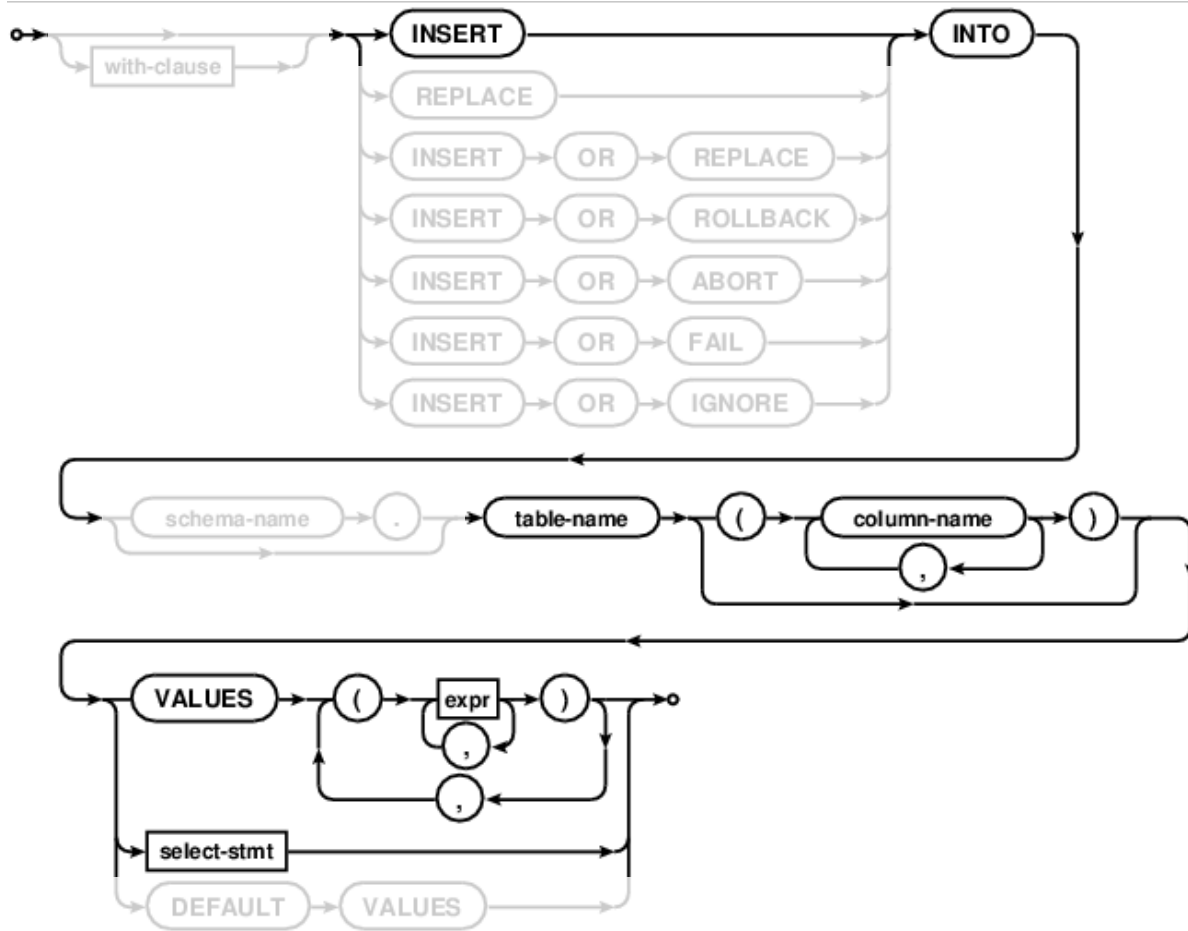 INSERT INTO
with-clause
REPLACE
INSERT OR REPLACE
INSERT OR ROLLBACK
INSERT OR ABORT
INSERT OR FAIL
INSERT OR IGNORE
schema-name . table-name ( column-name )
,
VALUES ( expr )
,
,
select-stmt
DEFAULT VALUES